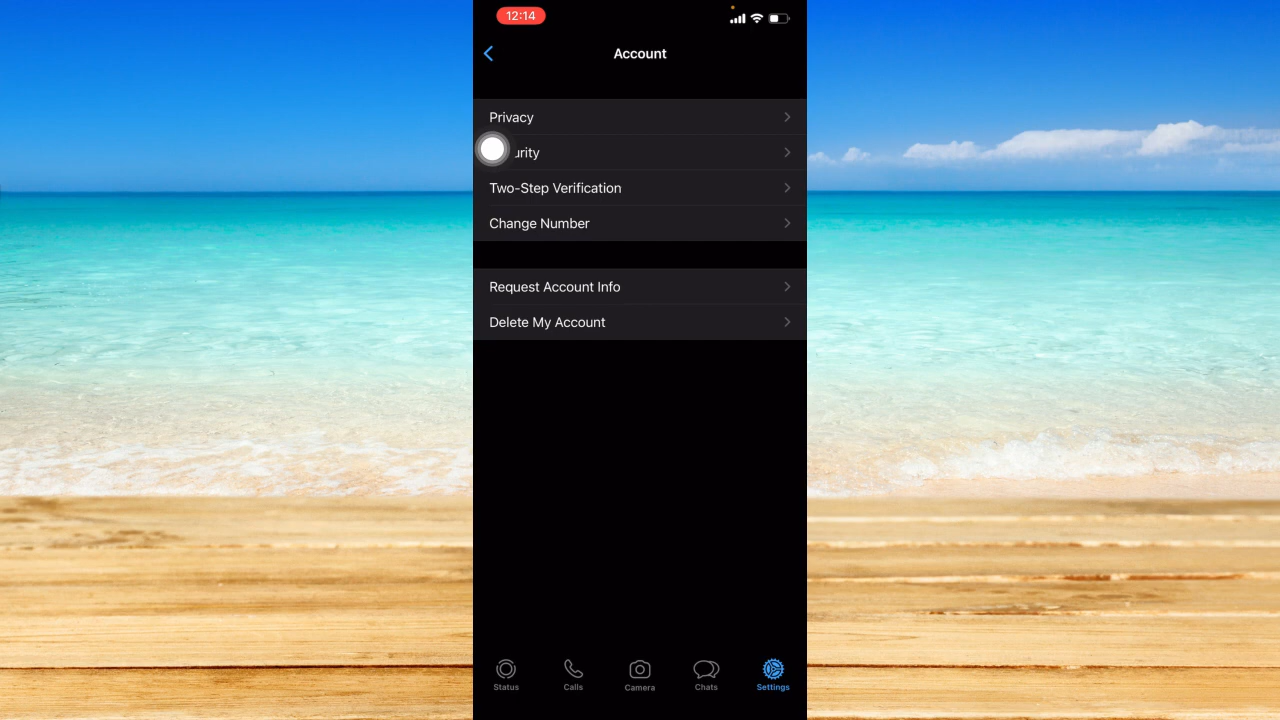 12:14
Account
Privacy
urity
Two-Step Verification
Change Number
Request Account Info
Delete My Account
Status
Calls
Camera
Chats
Settings